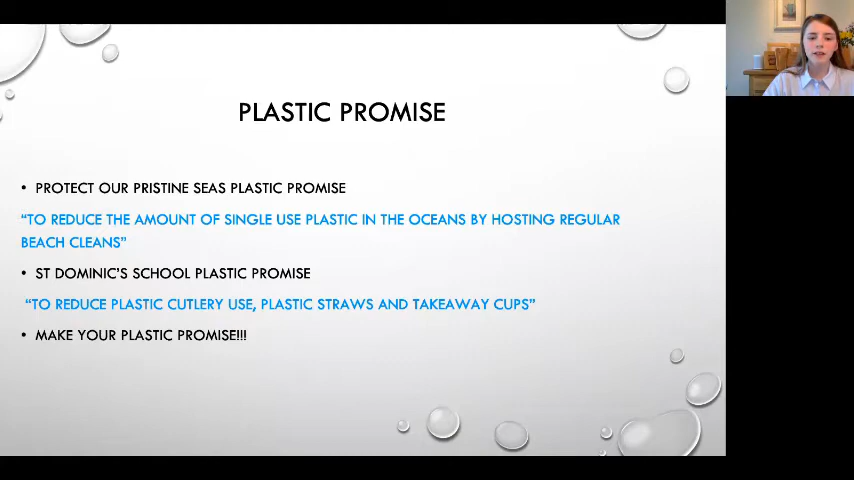 PLASTIC PROMISE
• PROTECT OUR PRISTINE SEAS PLASTIC PROMISE
“TO REDUCE THE AMOUNT OF SINGLE USE PLASTIC IN THE OCEANS BY HOSTING REGULAR
BEACH CLEANS”
• ST DOMINIC'S SCHOOL PLASTIC PROMISE
“TO REDUCE PLASTIC CUTLERY USE, PLASTIC STRAWS AND TAKEAWAY CUPS”
• MAKE YOUR PLASTIC PROMISE!!!